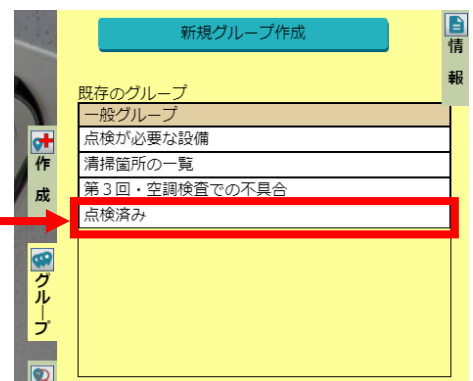 新規グループ作成
情報
既存のグループ
一般グループ
点検が必要な設備
清掃箇所の一覧
第3回・空調検査での不具合
点検済み
作成
グループ